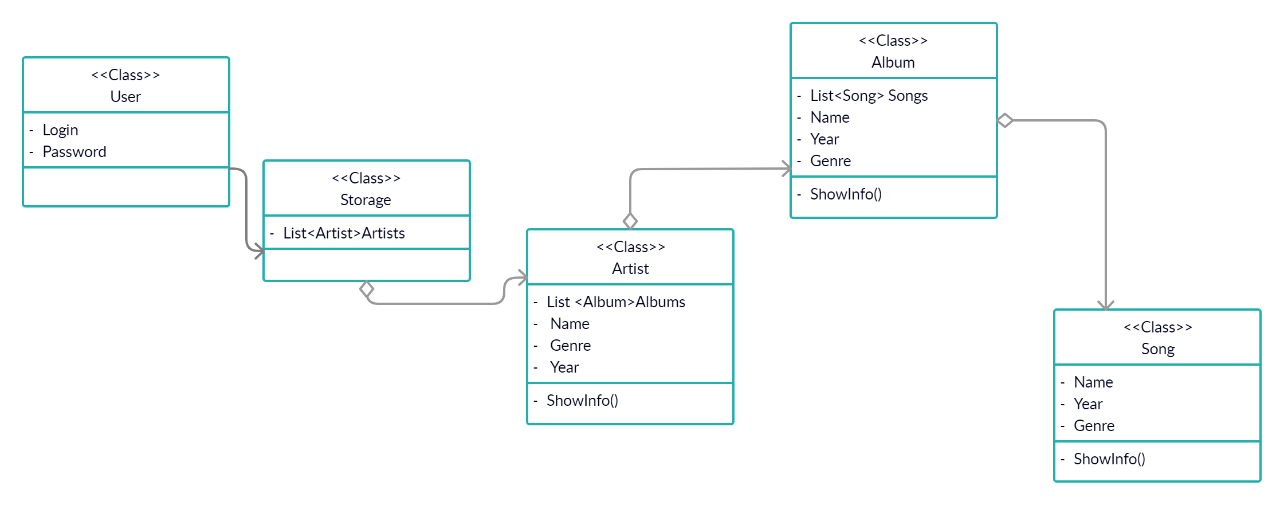 <<Class>>
User
- Login
- Password
<<Class>>
Storage
- List<Artist>Artists
<<Class>>
Artist
- List <Album>Albums
- Name
- Genre
- Year
- ShowInfo()
<<Class>>
Album
- List<Song> Songs
- Name
- Year
- Genre
- ShowInfo()
<<Class>>
Song
- Name
- Year
- Genre
- ShowInfo()